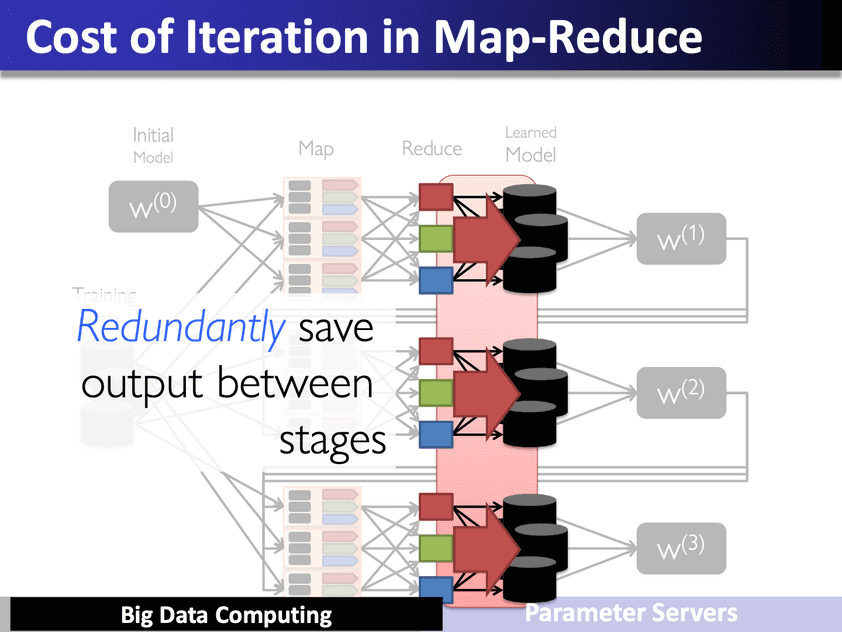 Cost of Iteration in Map-Reduce
Initial
Model
Map
Reduce
Learned
Model
w(0)
w(1)
Training
Redundantly save
output between
stages
w(2)
w(3)
Big Data Computing
Parameter Servers